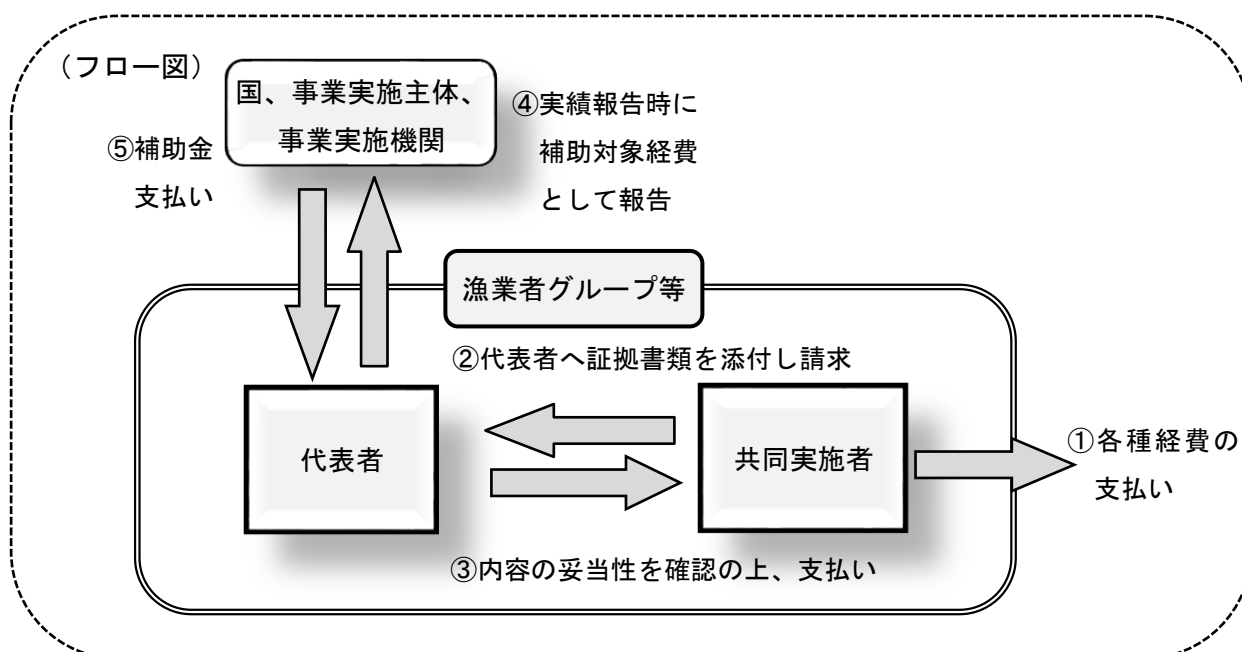 （フロー図）
国、事業実施主体、
事業実施機関
④実績報告時に
補助対象経費
として報告
⑤補助金
支払い
漁業者グループ等
②代表者へ証拠書類を添付し請求
代表者
共同実施者
①各種経費の
支払い
③内容の妥当性を確認の上、支払い